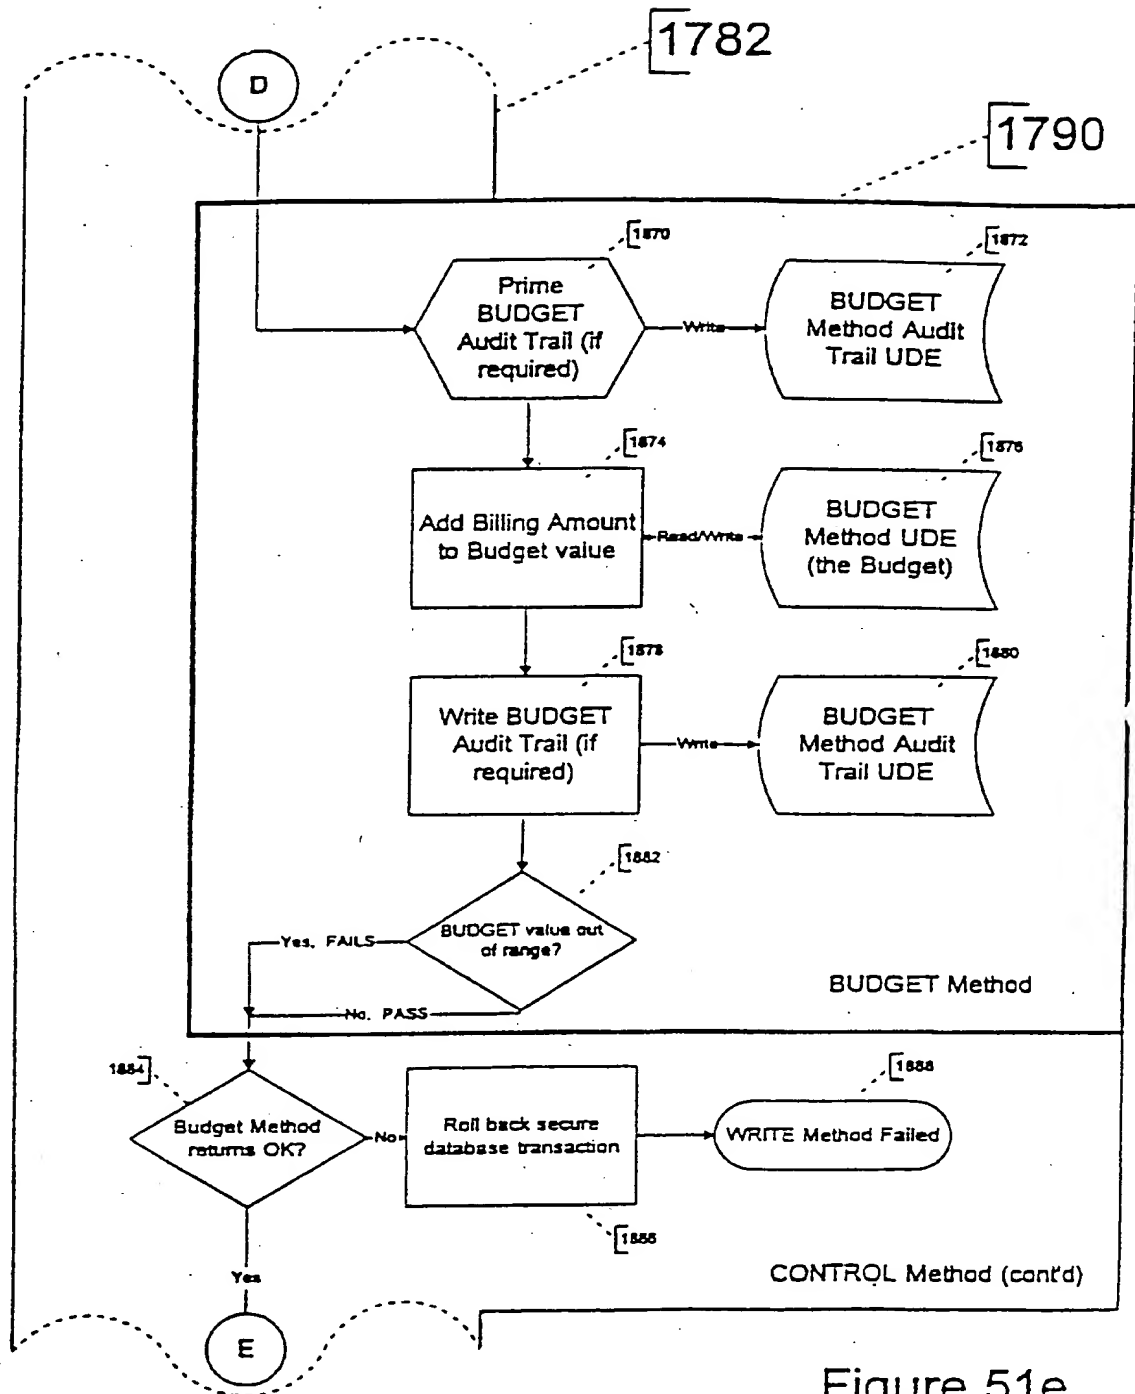 1782
D
1790
1870
1872
Prime
BUDGET
Audit Trail (if
required)
Write
BUDGET
Method Audit
Trail UDE
1874
1876
Add Billing Amount
to Budget value
Read/Write
BUDGET
Method UDE
(the Budget)
1878
1880
Write BUDGET
Audit Trail (if
required)
Write
BUDGET
Method Audit
Trail UDE
1882
BUDGET value out
of range?
Yes, FAILS
No, PASS
BUDGET Method
1884
1888
Budget Method
returns OK?
No
Roll back secure
database transaction
WRITE Method Failed
1886
Yes
CONTROL Method (cont'd)
E
Figure 51e